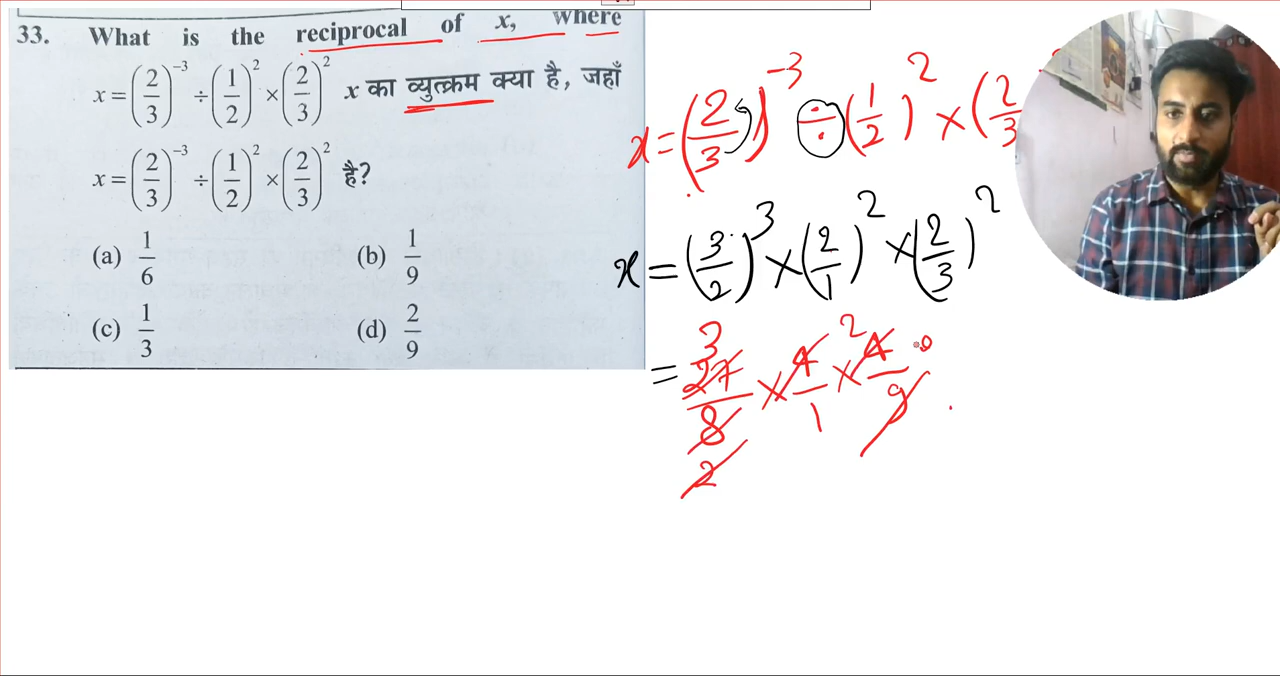 33. What is the reciprocal of x, where
x = (2/3)⁻³ ÷ (1/2)² × (2/3)² x का व्युत्क्रम क्या है, जहाँ
x = (2/3)⁻³ ÷ (1/2)² × (2/3)² है?
(a) 1/6 (b) 1/9
(c) 1/3 (d) 2/9
x = (2/3)⁻³ ÷ (1/2)² × (2/3
x = (3/2)³ × (2/1)² × (2/3)²
= 27/8 × 4/1 × 4/9
3 2
2